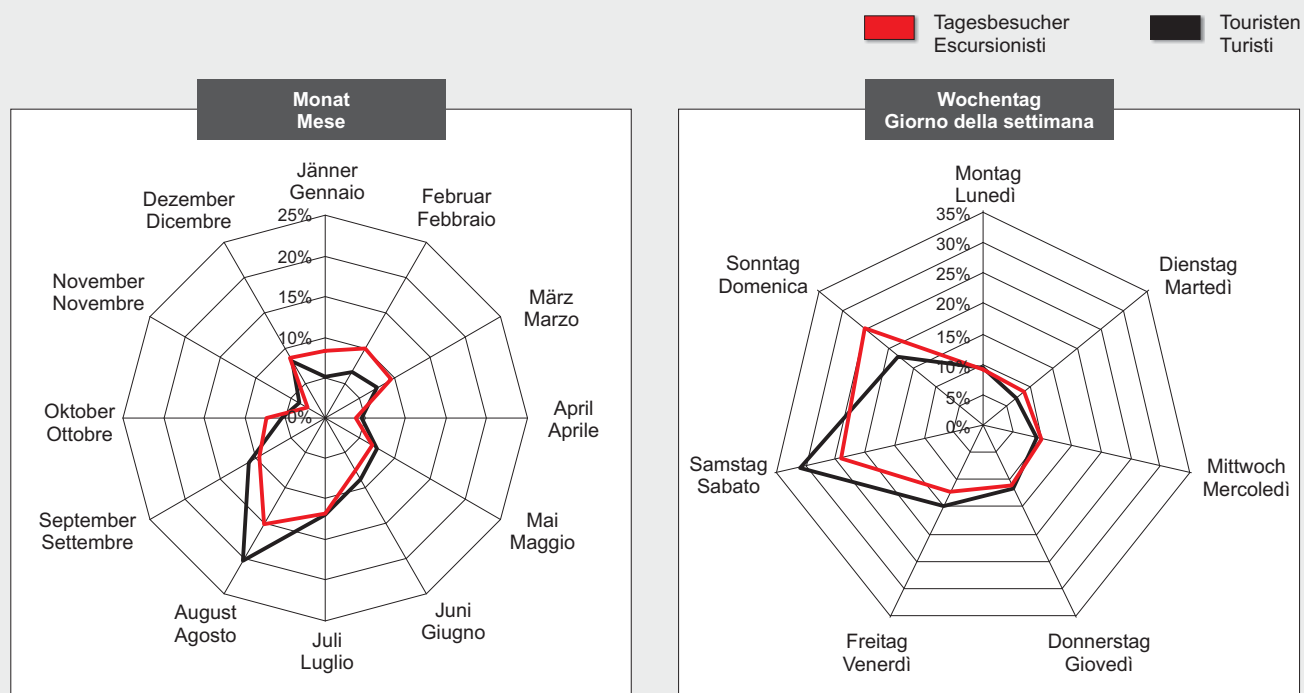 Tagesbesucher
Escursionisti
Touristen
Turisti
Monat
Mese
Jänner
Gennaio
Februar
Febbraio
März
Marzo
April
Aprile
Mai
Maggio
Juni
Giugno
Juli
Luglio
August
Agosto
September
Settembre
Oktober
Ottobre
November
Novembre
Dezember
Dicembre
25%
20%
15%
10%
0%
Wochentag
Giorno della settimana
Montag
Lunedì
Dienstag
Martedì
Mittwoch
Mercoledì
Donnerstag
Giovedì
Freitag
Venerdì
Samstag
Sabato
Sonntag
Domenica
35%
30%
25%
20%
15%
10%
5%
0%